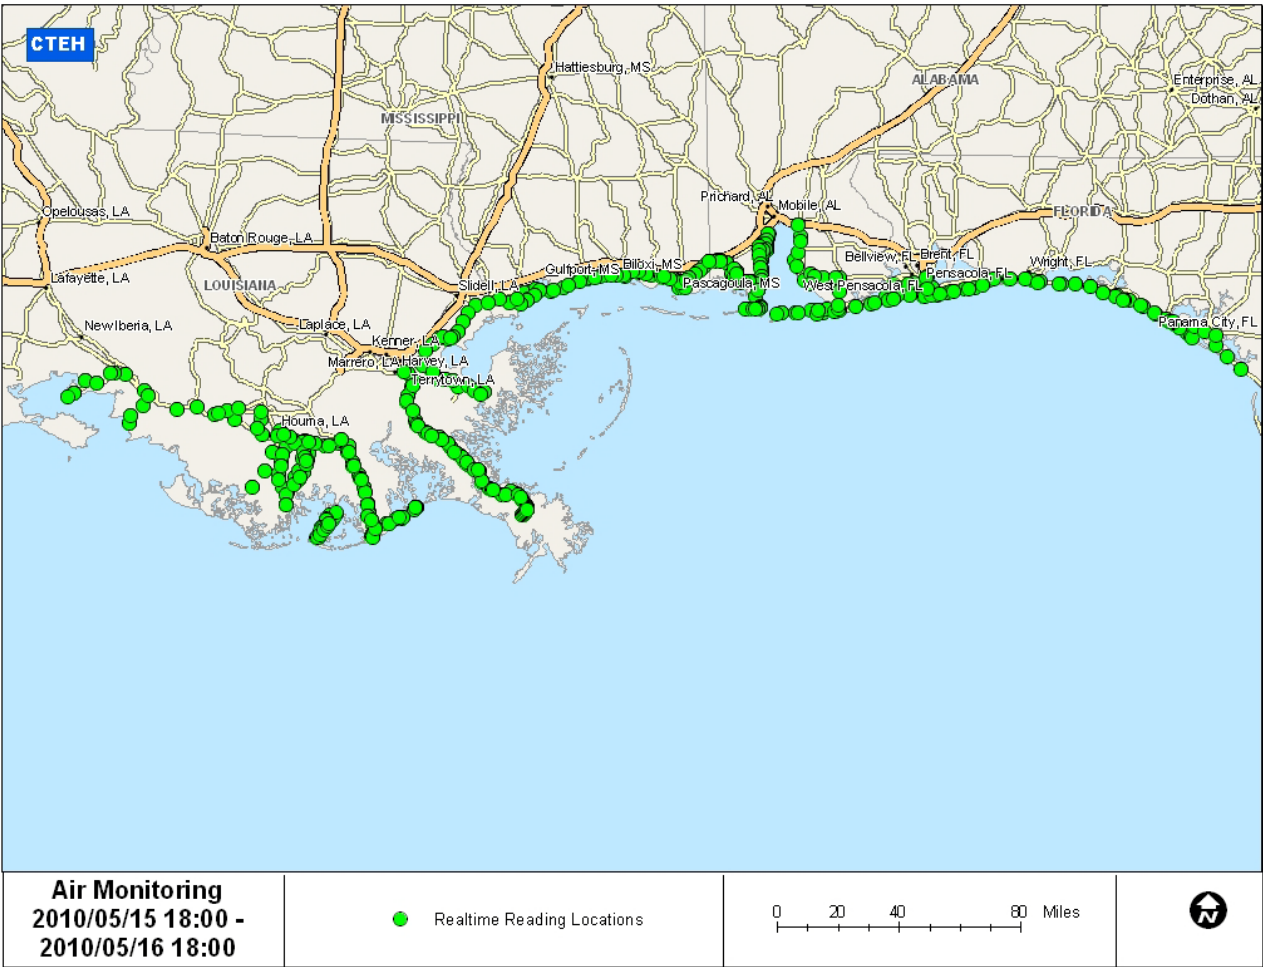 CTEH
Hattiesburg, MS
ALABAMA
Enterprise, AL
Dothan, AL
MISSISSIPPI
Prichard, AL
Mobile, AL
Opelousas, LA
FLORIDA
Baton Rouge, LA
Bellview, FL
Brent, FL
Gulfport, MS
Biloxi, MS
Wright, FL
Lafayette, LA
Pensacola, FL
LOUISIANA
Slidell, LA
Pascagoula, MS
West Pensacola, FL
New Iberia, LA
Laplace, LA
Panama City, FL
Kenner, LA
Marrero, LA
Harvey, LA
Terrytown, LA
Houma, LA
Air Monitoring
2010/05/15 18:00 -
2010/05/16 18:00
Realtime Reading Locations
0 20 40 80 Miles
N